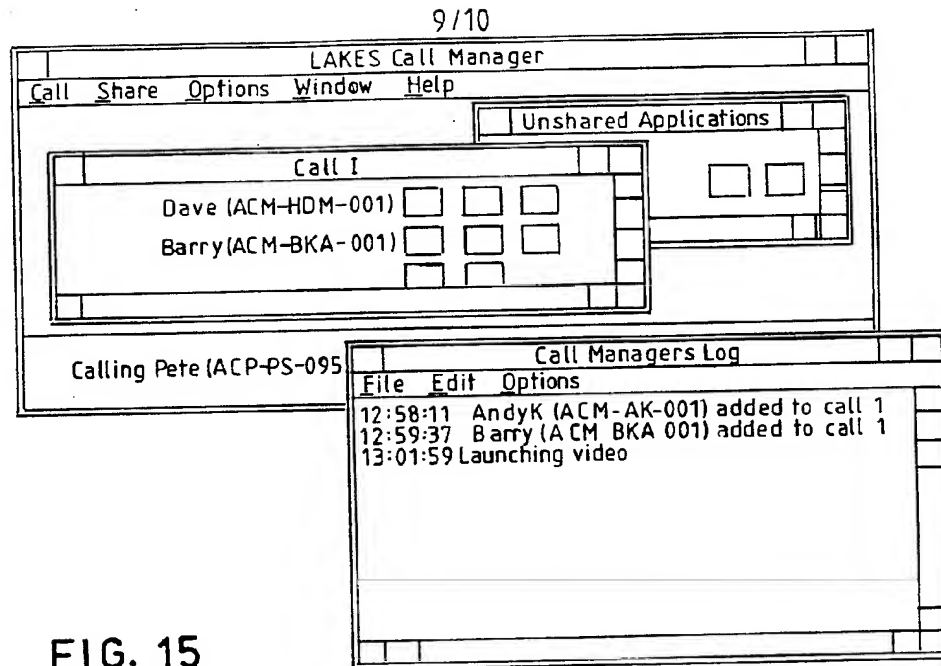 9/10
LAKES Call Manager
Call Share Options Window Help
Unshared Applications
Call I
Dave (ACM-HDM-001)
Barry (ACM-BKA-001)
Calling Pete (ACP-PS-095
Call Managers Log
File Edit Options
12:58:11 AndyK (ACM-AK-001) added to call 1
12:59:37 Barry (ACM BKA 001) added to call 1
13:01:59 Launching video
FIG. 15